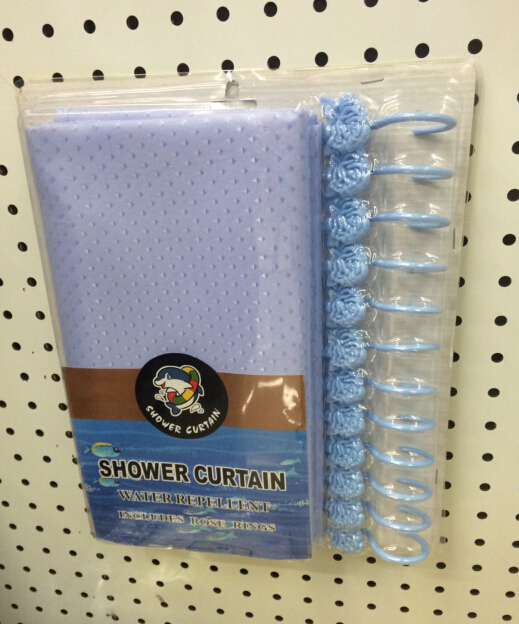 SHOWER CURTAIN
SHOWER CURTAIN
WATER REPELLENT
INCLUDES ROSE RINGS